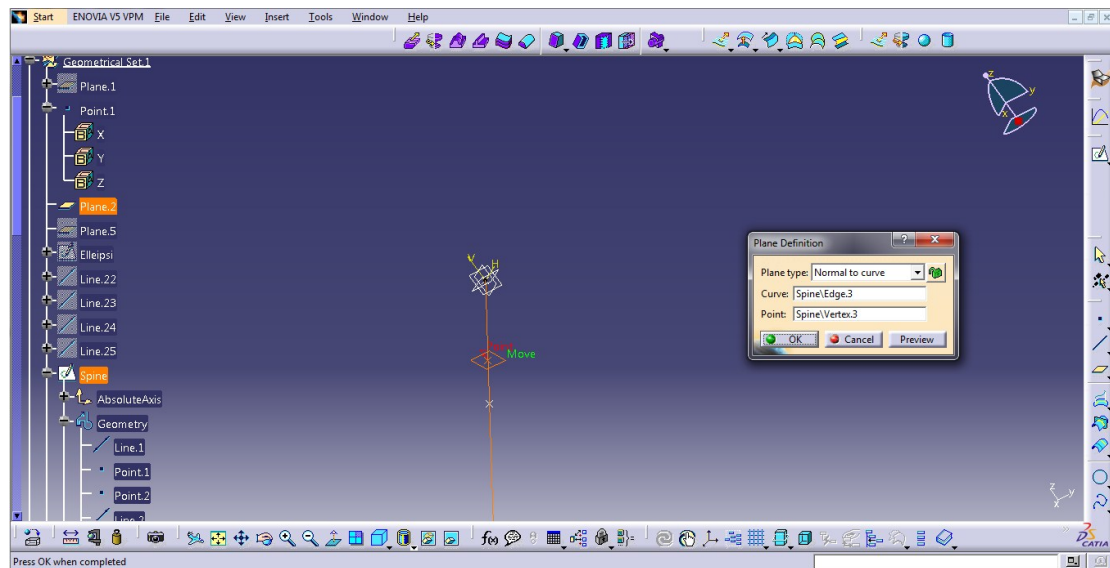 Start ENOVIA V5 VPM File Edit View Insert Tools Window Help
Geometrical Set.1
Plane.1
Point.1
X
Y
Z
Plane.2
Plane.5
Elleipsi
Line.22
Line.23
Line.24
Line.25
Spine
AbsoluteAxis
Geometry
Line.1
Point.1
Point.2
Line.2
z
y
x
V
H
Move
Plane Definition
Plane type: Normal to curve
Curve: Spine\Edge.3
Point: Spine\Vertex.3
OK Cancel Preview
z
y
x
f(x)
CATIA
Press OK when completed